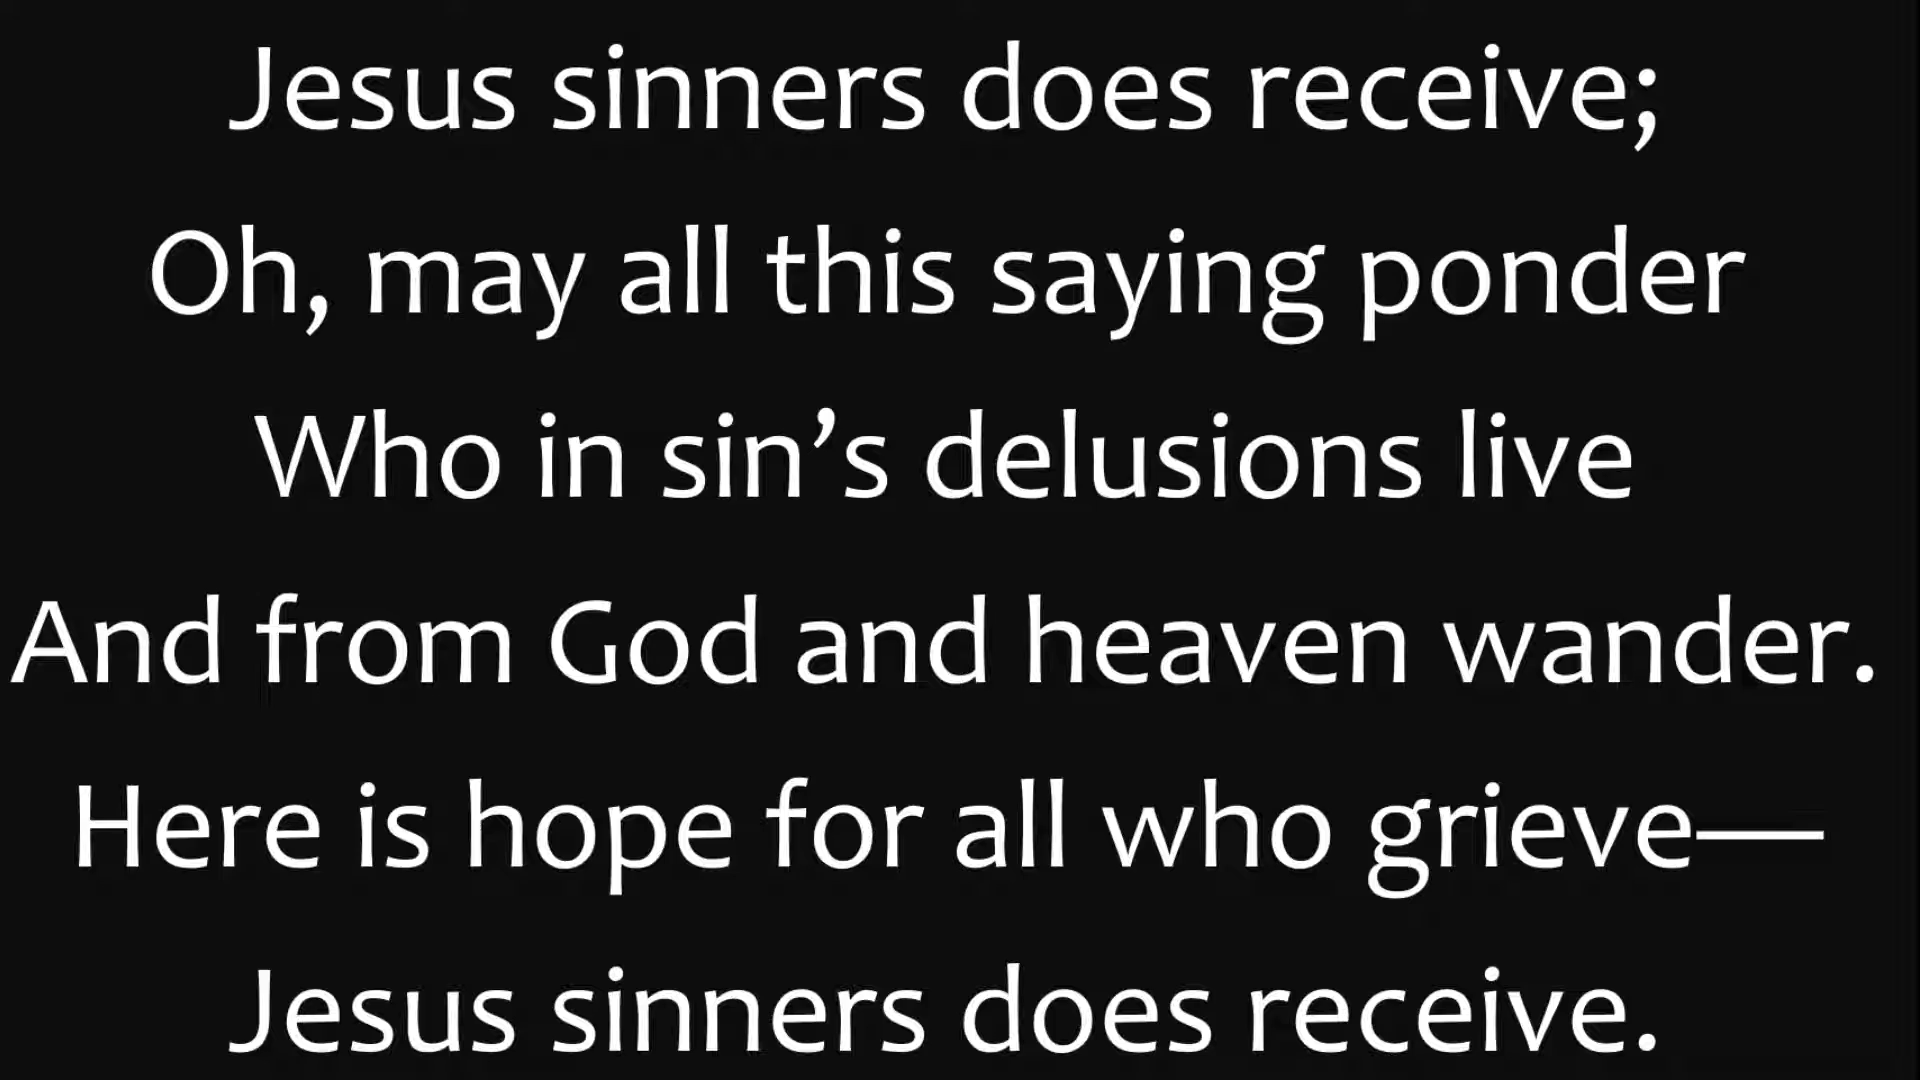 Jesus sinners does receive;
Oh, may all this saying ponder
Who in sin’s delusions live
And from God and heaven wander.
Here is hope for all who grieve—
Jesus sinners does receive.